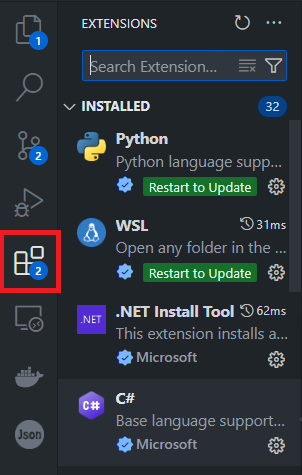 EXTENSIONS
1
Search Extension...
INSTALLED
32
Python
Python language supp...
Restart to Update
2
WSL
31ms
Open any folder in the ...
Restart to Update
2
.NET
.NET Install Tool
62ms
This extension installs a...
Microsoft
C#
C#
Base language support...
Microsoft
Json